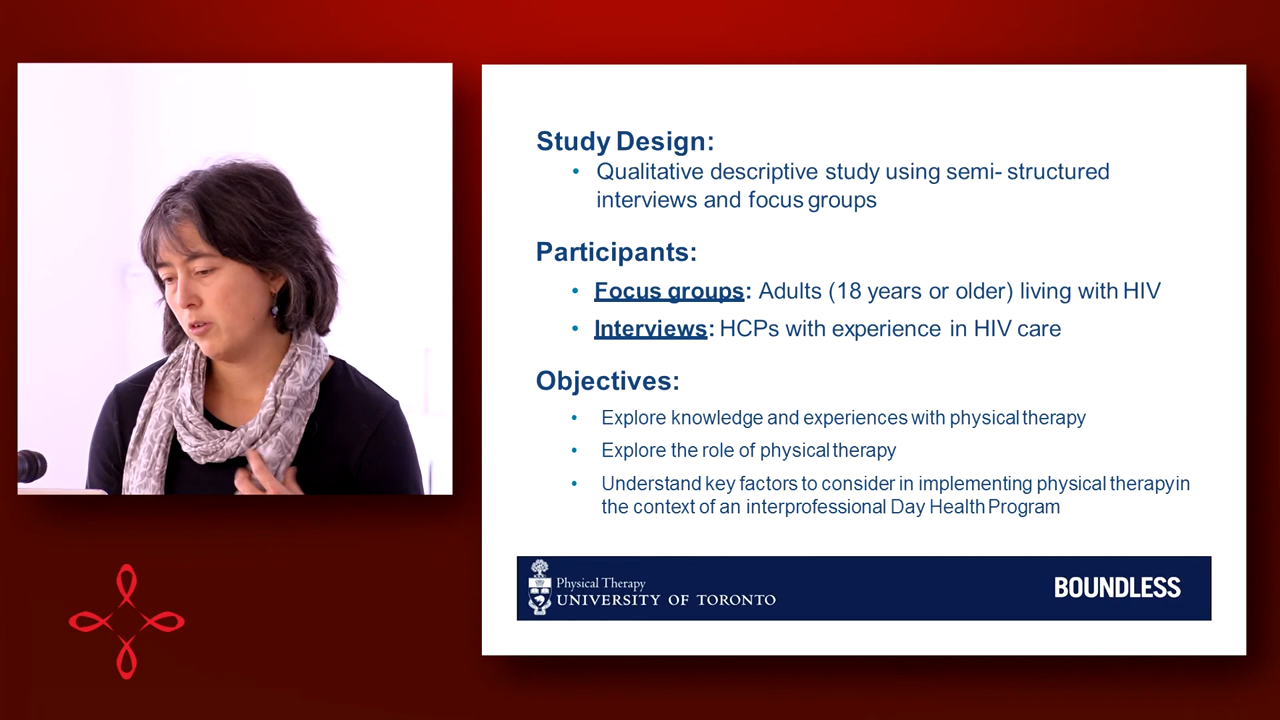 Study Design:
• Qualitative descriptive study using semi- structured
interviews and focus groups
Participants:
• Focus groups: Adults (18 years or older) living with HIV
• Interviews: HCPs with experience in HIV care
Objectives:
• Explore knowledge and experiences with physical therapy
• Explore the role of physical therapy
• Understand key factors to consider in implementing physical therapy in
the context of an interprofessional Day Health Program
Physical Therapy
UNIVERSITY OF TORONTO
BOUNDLESS